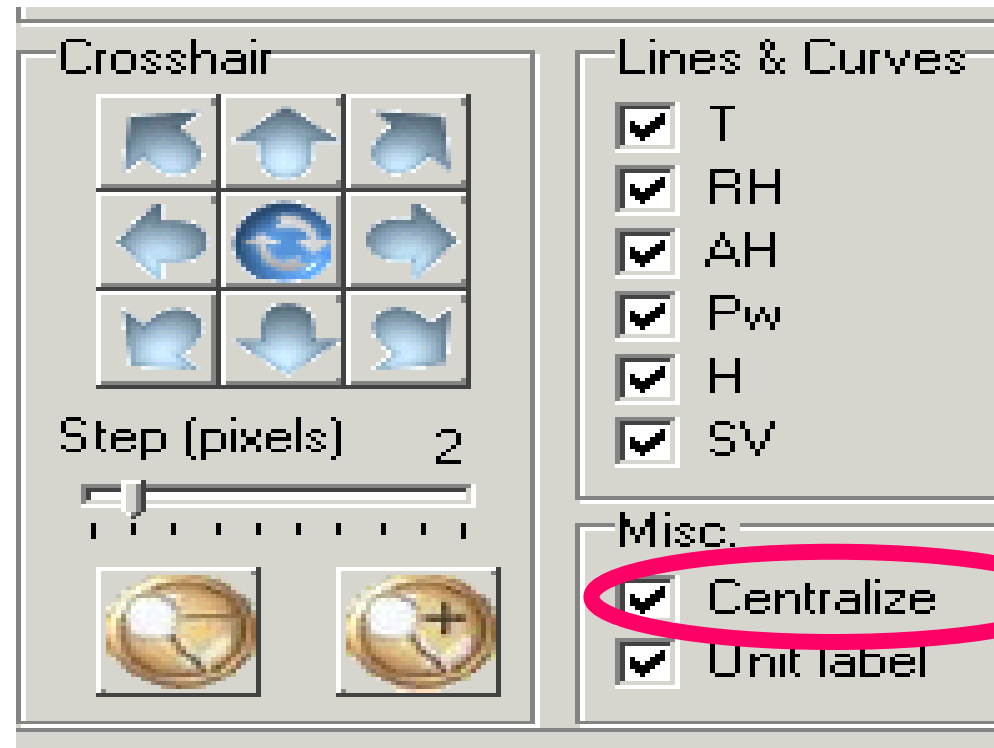 Crosshair
Step (pixels) 2
Lines & Curves
T
RH
AH
Pw
H
SV
Misc.
Centralize
Unit label